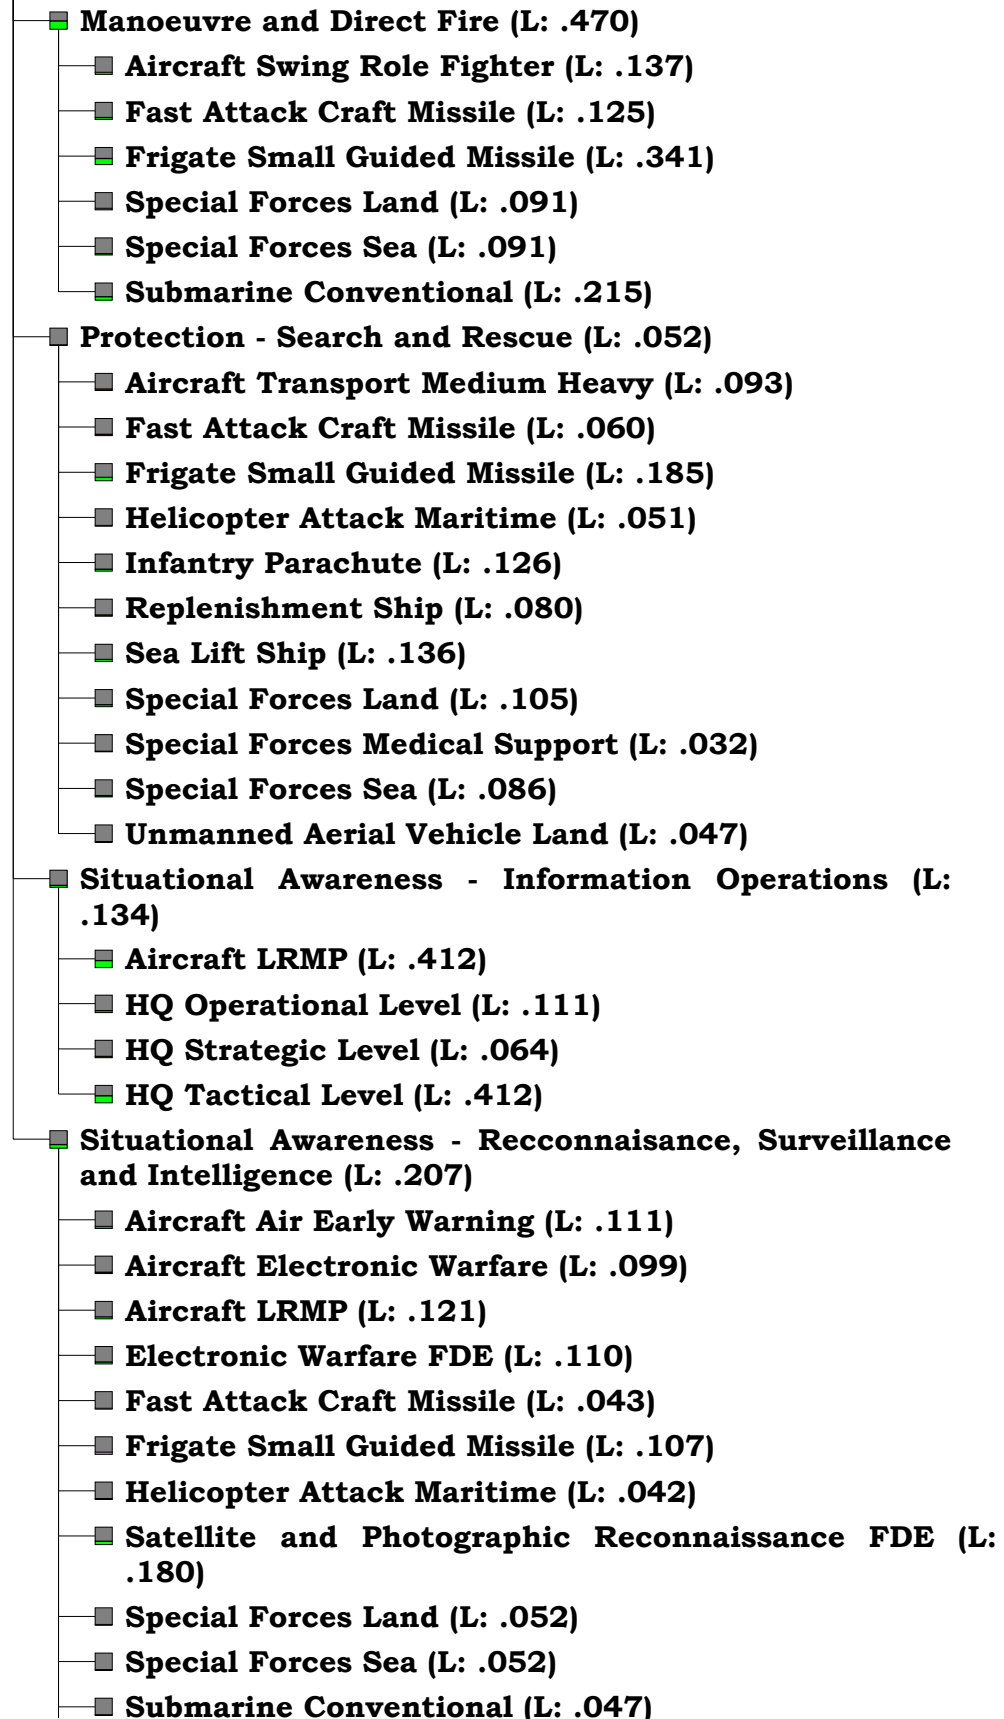 Manoeuvre and Direct Fire (L: .470)
Aircraft Swing Role Fighter (L: .137)
Fast Attack Craft Missile (L: .125)
Frigate Small Guided Missile (L: .341)
Special Forces Land (L: .091)
Special Forces Sea (L: .091)
Submarine Conventional (L: .215)
Protection - Search and Rescue (L: .052)
Aircraft Transport Medium Heavy (L: .093)
Fast Attack Craft Missile (L: .060)
Frigate Small Guided Missile (L: .185)
Helicopter Attack Maritime (L: .051)
Infantry Parachute (L: .126)
Replenishment Ship (L: .080)
Sea Lift Ship (L: .136)
Special Forces Land (L: .105)
Special Forces Medical Support (L: .032)
Special Forces Sea (L: .086)
Unmanned Aerial Vehicle Land (L: .047)
Situational Awareness - Information Operations (L:
.134)
Aircraft LRMP (L: .412)
HQ Operational Level (L: .111)
HQ Strategic Level (L: .064)
HQ Tactical Level (L: .412)
Situational Awareness - Recconnaisance, Surveillance
and Intelligence (L: .207)
Aircraft Air Early Warning (L: .111)
Aircraft Electronic Warfare (L: .099)
Aircraft LRMP (L: .121)
Electronic Warfare FDE (L: .110)
Fast Attack Craft Missile (L: .043)
Frigate Small Guided Missile (L: .107)
Helicopter Attack Maritime (L: .042)
Satellite and Photographic Reconnaissance FDE (L:
.180)
Special Forces Land (L: .052)
Special Forces Sea (L: .052)
Submarine Conventional (L: .047)